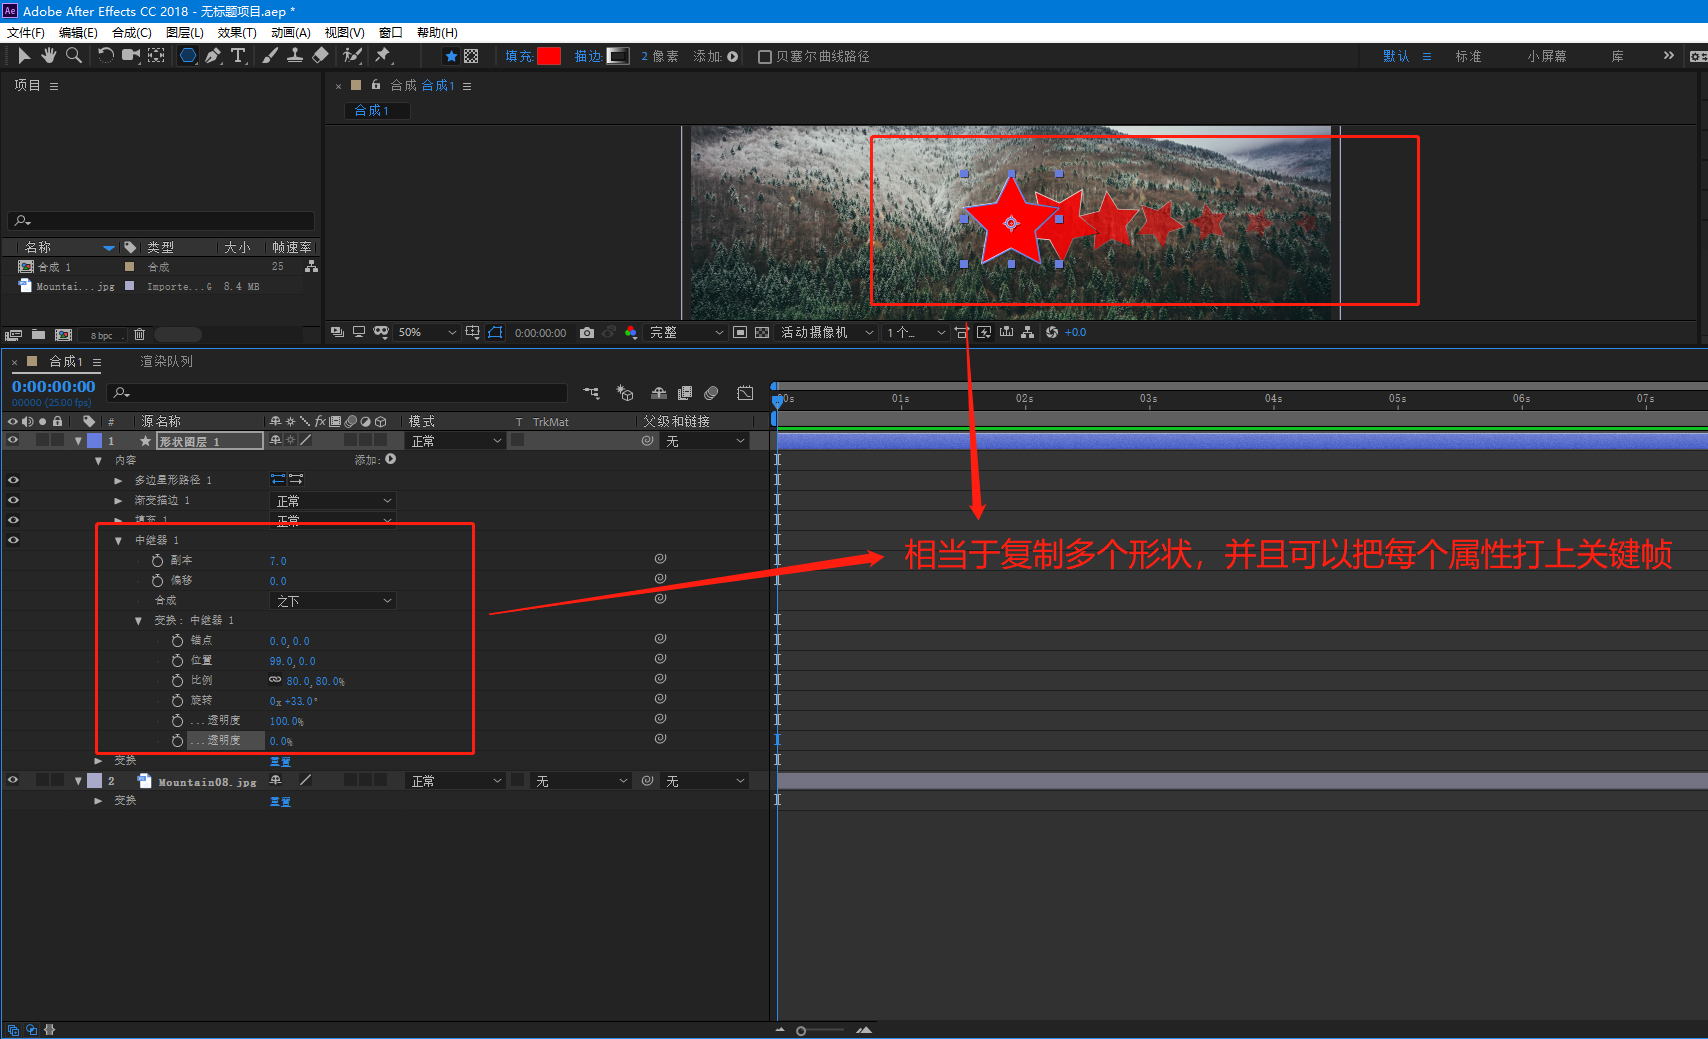 Adobe After Effects CC 2018 - 无标题项目.aep *
文件(F) 编辑(E) 合成(C) 图层(L) 效果(T) 动画(A) 视图(V) 窗口 帮助(H)
填充: 描边: 2 像素 添加: 贝塞尔曲线路径 默认 标准 小屏幕 库 »
项目
× 合成 合成 1
合成 1
名称 类型 大小 帧速率
合成 1 合成 25
Mountai...jpg Importe...G 8.4 MB
8 bpc
50% 0:00:00:00 完整 活动摄像机 1 个... +0.0
× 合成 1 渲染队列
0:00:00:00
00000 (25.00 fps)
:00s 01s 02s 03s 04s 05s 06s 07s
# 源名称 fx 模式 T TrkMat 父级和链接
1 形状图层 1 正常 无
内容 添加:
多边星形路径 1
渐变描边 1 正常
填充 1 正常
中继器 1
副本 7.0
偏移 0.0
合成 之下
变换: 中继器 1
锚点 0.0,0.0
位置 99.0,0.0
比例 80.0,80.0%
旋转 0x+33.0°
...透明度 100.0%
...透明度 0.0%
变换 重置
2 Mountain08.jpg 正常 无 无
变换 重置
相当于复制多个形状，并且可以把每个属性打上关键帧